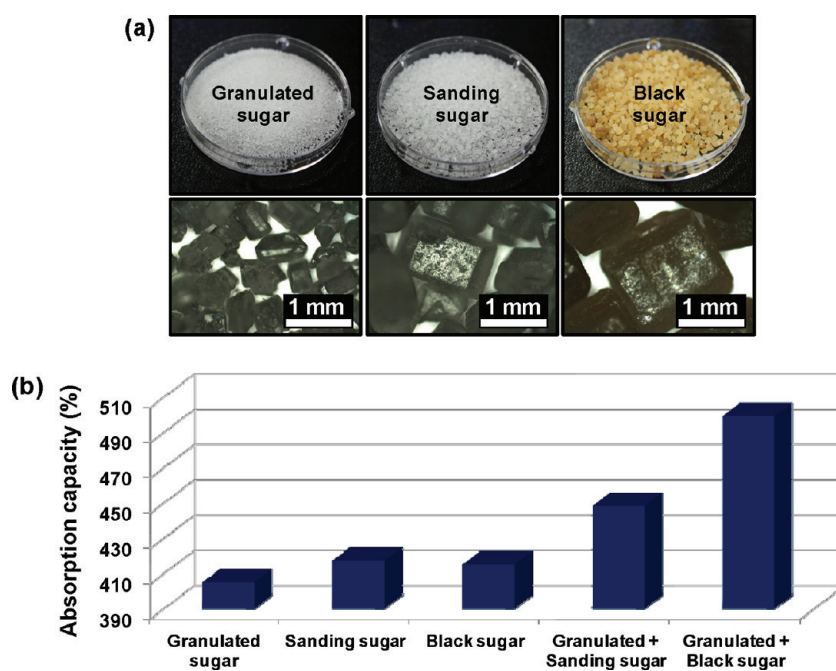 (a)
Granulated
sugar
Sanding
sugar
Black
sugar
1 mm
1 mm
1 mm
(b)
Absorption capacity (%)
510
490
470
450
430
410
390
Granulated
sugar
Sanding sugar
Black sugar
Granulated +
Sanding sugar
Granulated +
Black sugar